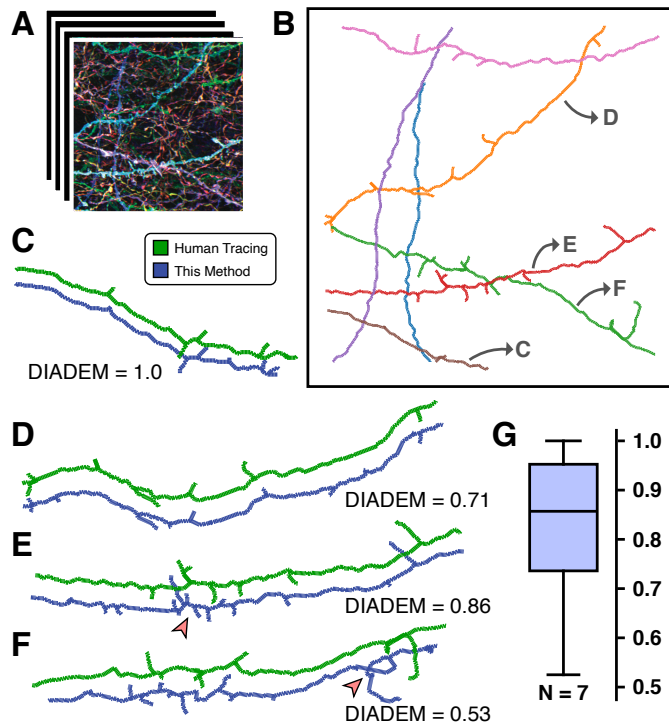 A
B
D
C
Human Tracing
This Method
E
F
DIADEM = 1.0
C
D
G
1.0
0.9
DIADEM = 0.71
E
0.8
0.7
DIADEM = 0.86
F
0.6
DIADEM = 0.53
N = 7
0.5